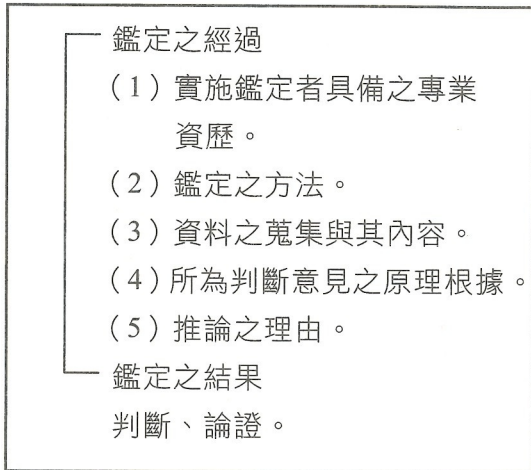 鑑定之經過
（1）實施鑑定者具備之專業
資歷。
（2）鑑定之方法。
（3）資料之蒐集與其內容。
（4）所為判斷意見之原理根據。
（5）推論之理由。
鑑定之結果
判斷、論證。